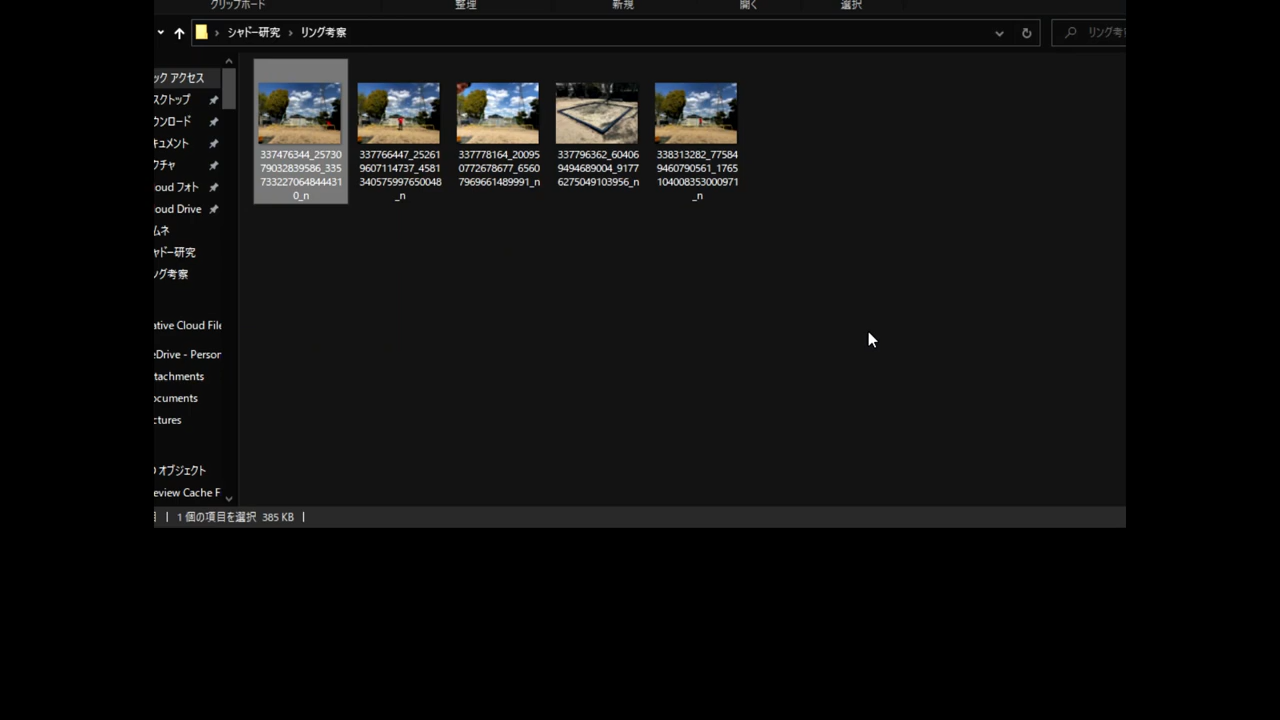 クリップボード 整理 新規 開く 選択
シャドー研究 › リング考察
リング考
ック アクセス
スクトップ
ウンロード
キュメント
クチャ
loud フォト
loud Drive
ムネ
ャドー研究
ング考察
ative Cloud File
eDrive - Person
tachments
ocuments
ctures
オブジェクト
eview Cache F
337476344_25730
79032839586_335
733227064844431
0_n
337766447_25261
9607114737_4581
340575997650048
_n
337778164_20095
0772678677_6560
7969661489991_n
337796362_60406
9494689004_9177
6275049103956_n
338313282_77584
9460790561_1765
104008353000971
_n
1 個の項目を選択 385 KB